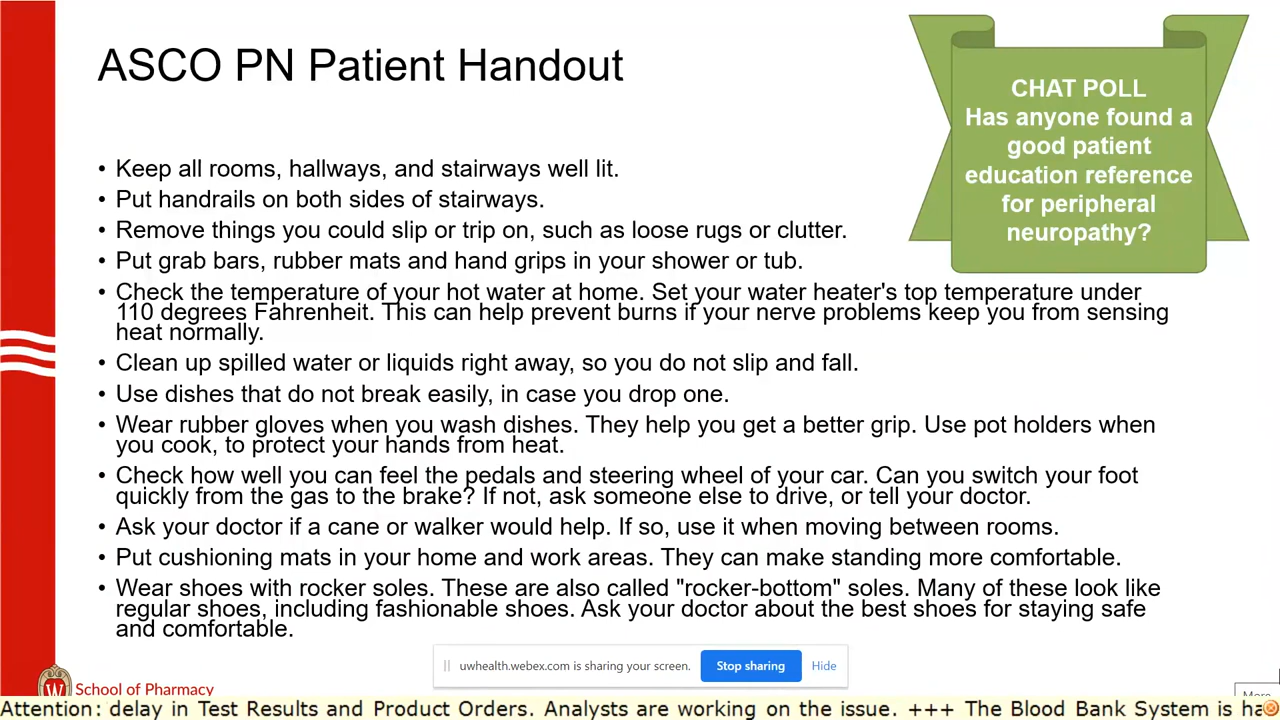 ASCO PN Patient Handout
CHAT POLL
Has anyone found a
good patient
education reference
for peripheral
neuropathy?
• Keep all rooms, hallways, and stairways well lit.
• Put handrails on both sides of stairways.
• Remove things you could slip or trip on, such as loose rugs or clutter.
• Put grab bars, rubber mats and hand grips in your shower or tub.
• Check the temperature of your hot water at home. Set your water heater's top temperature under
110 degrees Fahrenheit. This can help prevent burns if your nerve problems keep you from sensing
heat normally.
• Clean up spilled water or liquids right away, so you do not slip and fall.
• Use dishes that do not break easily, in case you drop one.
• Wear rubber gloves when you wash dishes. They help you get a better grip. Use pot holders when
you cook, to protect your hands from heat.
• Check how well you can feel the pedals and steering wheel of your car. Can you switch your foot
quickly from the gas to the brake? If not, ask someone else to drive, or tell your doctor.
• Ask your doctor if a cane or walker would help. If so, use it when moving between rooms.
• Put cushioning mats in your home and work areas. They can make standing more comfortable.
• Wear shoes with rocker soles. These are also called "rocker-bottom" soles. Many of these look like
regular shoes, including fashionable shoes. Ask your doctor about the best shoes for staying safe
and comfortable.
uwhealth.webex.com is sharing your screen. Stop sharing Hide
W School of Pharmacy
More
Attention: delay in Test Results and Product Orders. Analysts are working on the issue. +++ The Blood Bank System is ha